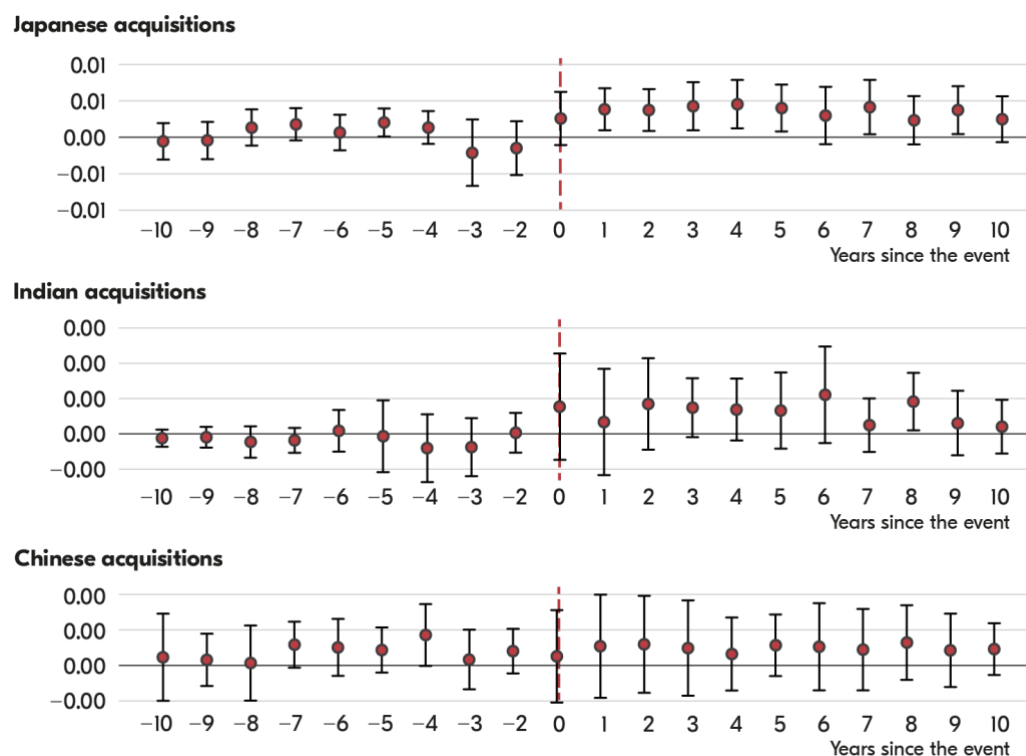 Japanese acquisitions
0.01
0.01
0.00
−0.01
−0.01
−10 −9 −8 −7 −6 −5 −4 −3 −2 0 1 2 3 4 5 6 7 8 9 10
Years since the event
Indian acquisitions
0.00
0.00
0.00
0.00
−0.00
−10 −9 −8 −7 −6 −5 −4 −3 −2 0 1 2 3 4 5 6 7 8 9 10
Years since the event
Chinese acquisitions
0.00
0.00
0.00
−0.00
−10 −9 −8 −7 −6 −5 −4 −3 −2 0 1 2 3 4 5 6 7 8 9 10
Years since the event